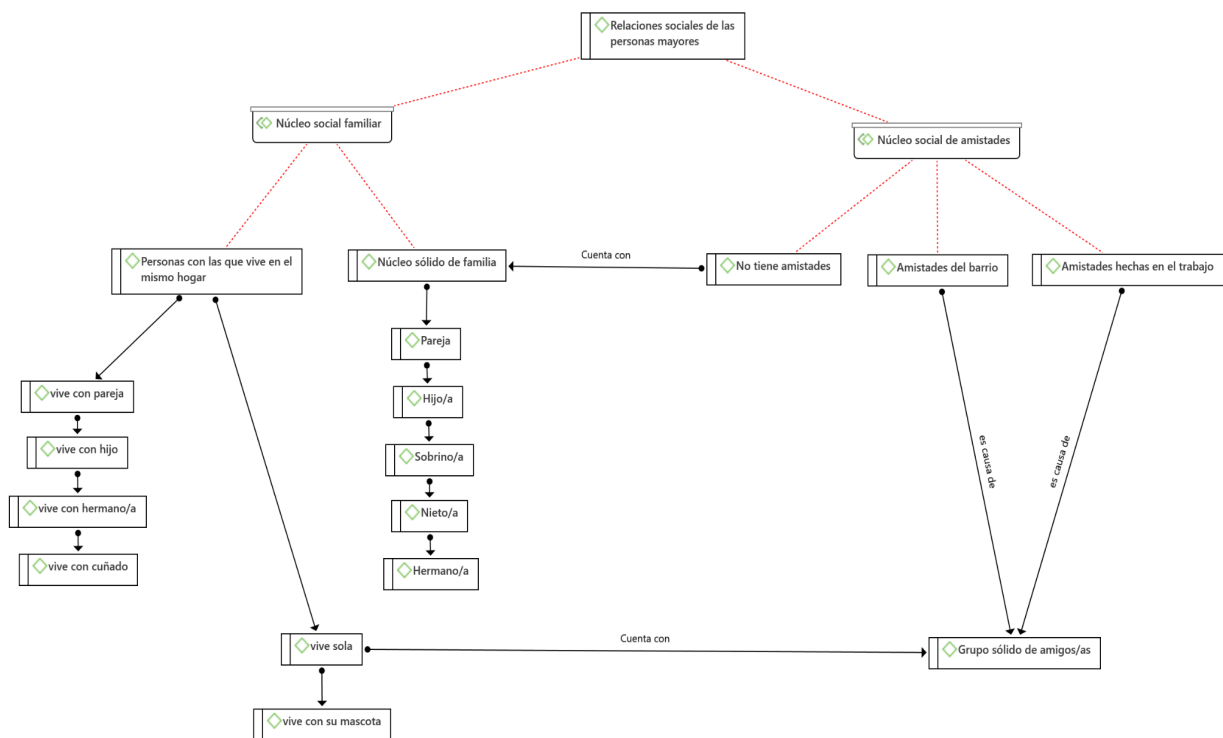 Relaciones sociales de las
personas mayores
Núcleo social familiar
Núcleo social de amistades
Personas con las que vive en el
mismo hogar
Núcleo sólido de familia
Cuenta con
No tiene amistades
Amistades del barrio
Amistades hechas en el trabajo
Pareja
vive con pareja
Hijo/a
vive con hijo
Sobrino/a
es causa de
es causa de
vive con hermano/a
Nieto/a
vive con cuñado
Hermano/a
vive sola
Cuenta con
Grupo sólido de amigos/as
vive con su mascota